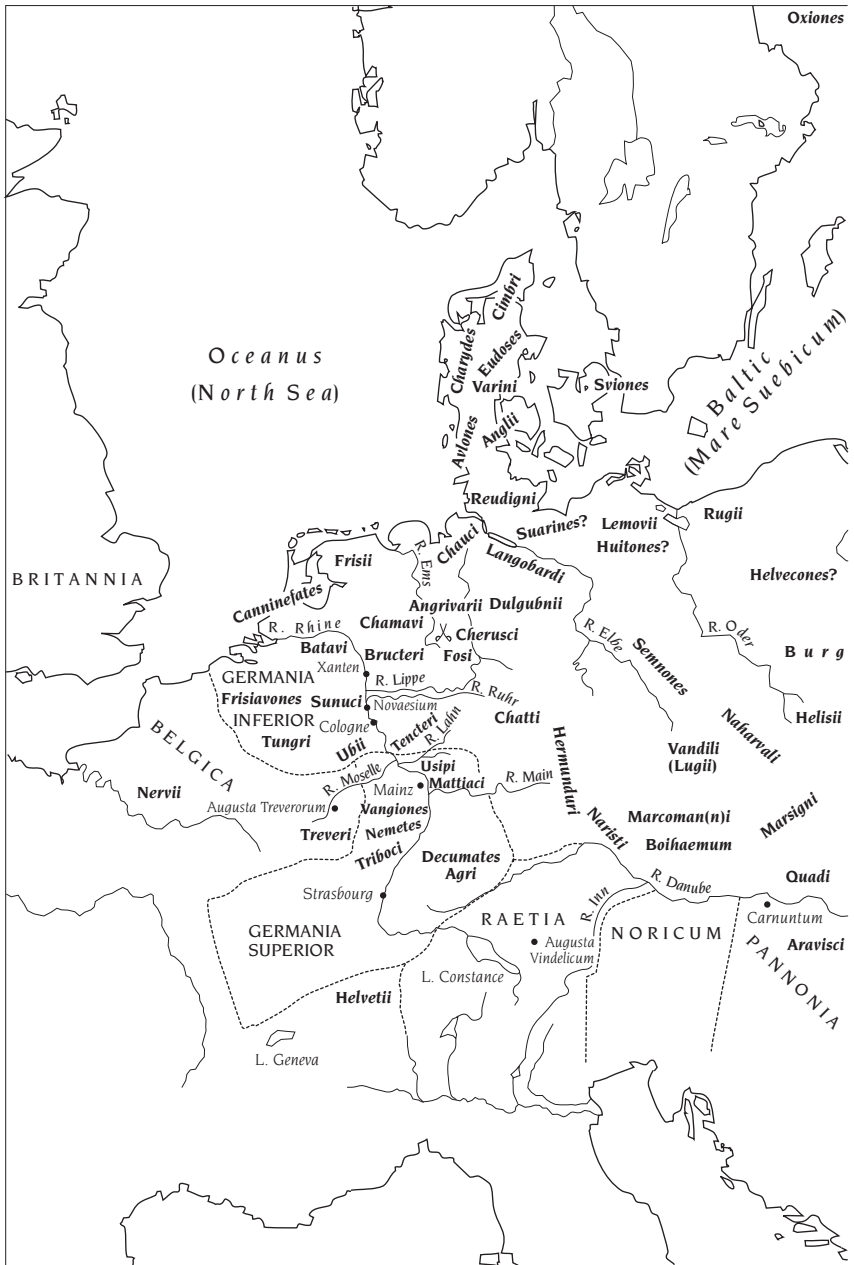 Oxiones
Oceanus
(North Sea)
Cimbri
Charydes
Eudoses
Varini
Sviones
Baltic
(Mare Suebicum)
Avlones
Anglii
Reudigni
Suarines?
Lemovii
Huitones?
Rugii
BRITANNIA
Frisii
R. Ems
Chauci
Langobardi
Helvecones?
Canninefates
Angrivarii
Dulgubnii
Chamavi
R. Rhine
Cherusci
R. Elbe
Semnones
R. Oder
Burg
Batavi
Bructeri
Fosi
Xanten
GERMANIA
INFERIOR
R. Lippe
Frisiavones
Sunuci
Novaesium
R. Ruhr
Helisii
Cologne
Chatti
Tungri
Ubii
Tencteri
R. Lahn
Hermunduri
Vandili
(Lugii)
Naharvali
BELGICA
Usipi
Mattiaci
R. Main
Nervii
R. Moselle
Mainz
Augusta Treverorum
Vangiones
Treveri
Nemetes
Triboci
Naristi
Marcoman(n)i
Boihaemum
Marsigni
Decumates
Agri
Strasbourg
R. Danube
Quadi
R. Inn
RAETIA
Carnuntum
GERMANIA
SUPERIOR
Augusta
Vindelicum
NORICUM
Aravisci
PANNONIA
L. Constance
Helvetii
L. Geneva